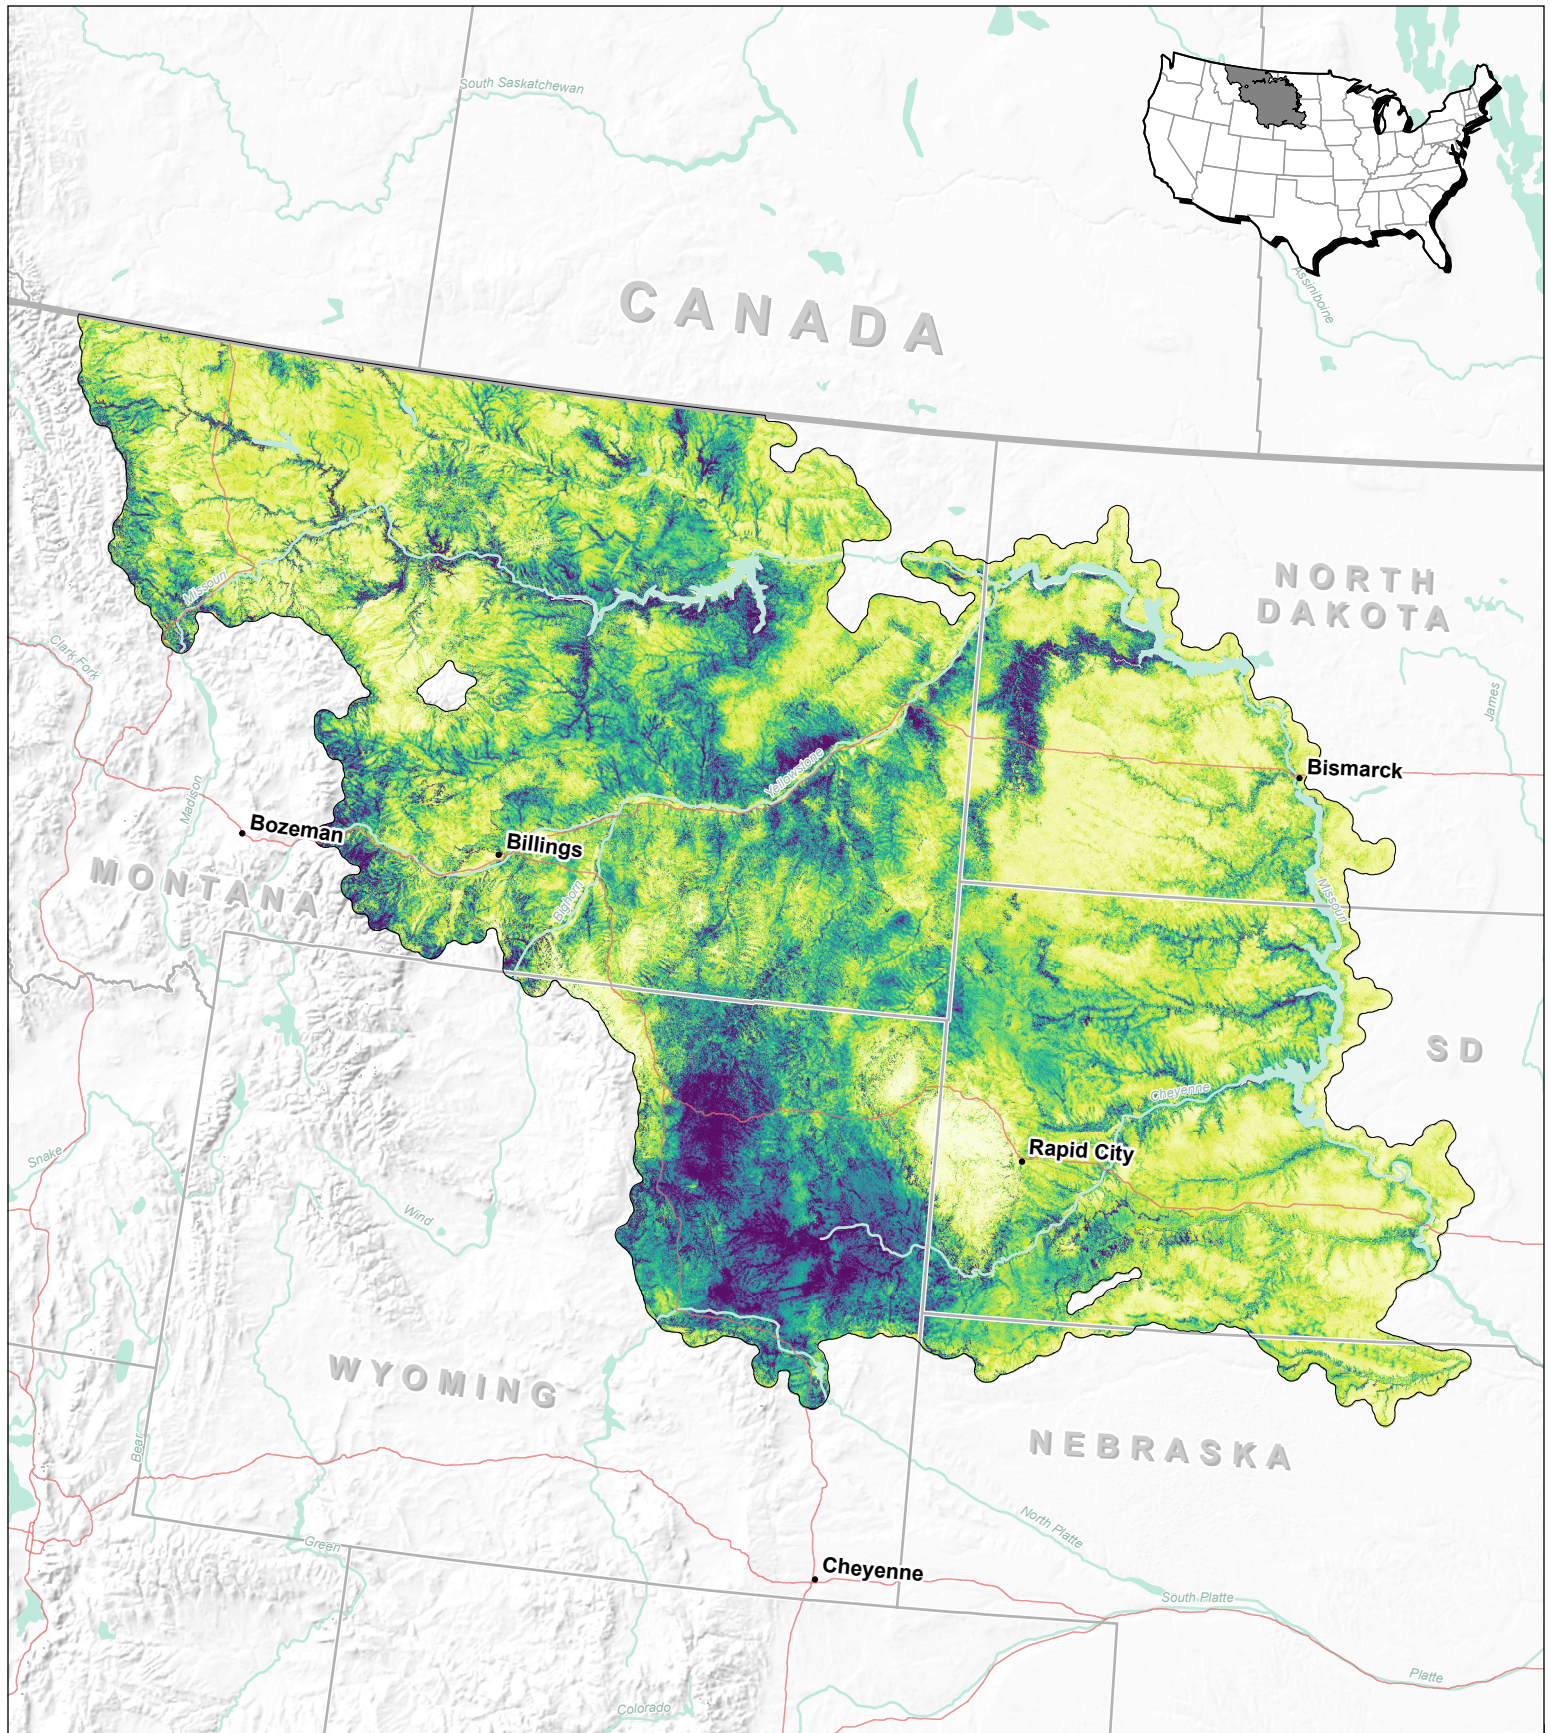 South Saskatchewan
Assiniboine
CANADA
NORTH
DAKOTA
Missouri
Clark Fork
James
Madison
Yellowstone
Bismarck
Bozeman
Billings
MONTANA
Bighorn
Missouri
SD
Cheyenne
Rapid City
Snake
Wind
WYOMING
Bear
NEBRASKA
North Platte
Green
Cheyenne
South Platte
Platte
Colorado